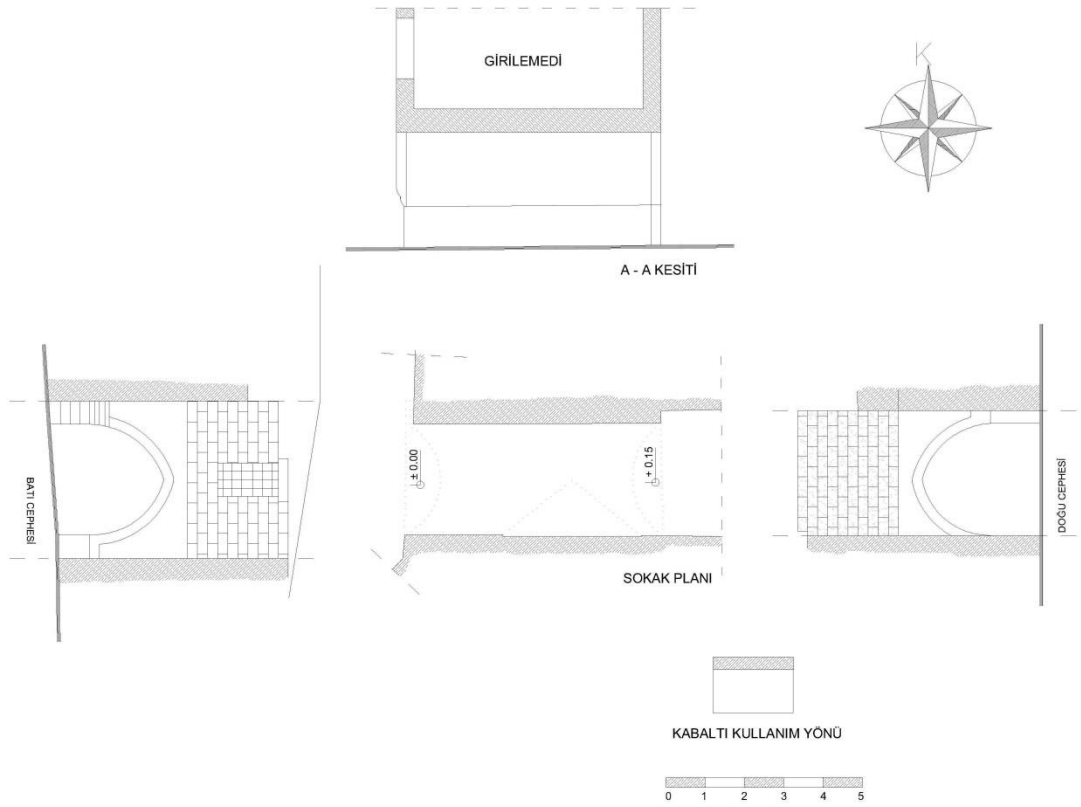 GİRİLEMEDİ
K
A - A KESİTİ
BATI CEPHESİ
± 0.00
+ 0.15
DOĞU CEPHESİ
SOKAK PLANI
KABALTI KULLANIM YÖNÜ
0 1 2 3 4 5